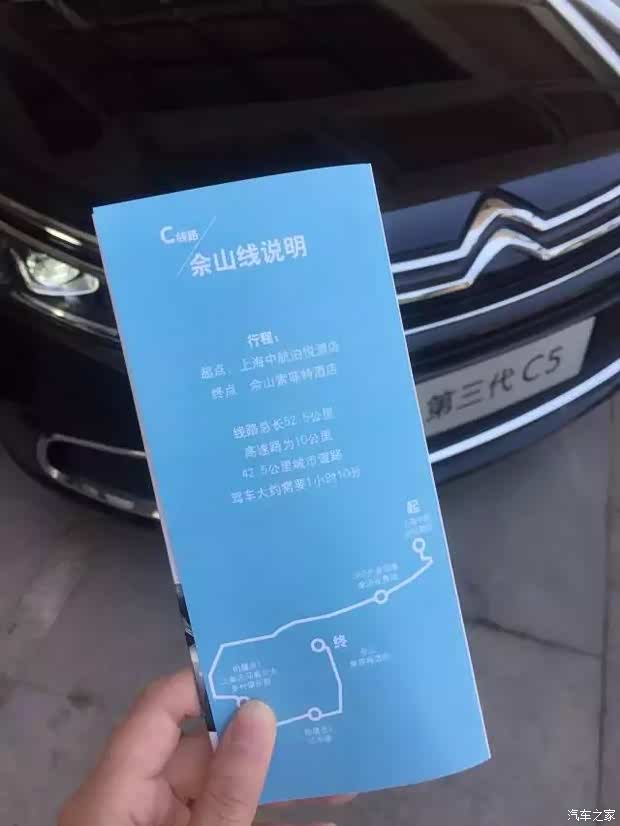 C线路
佘山线说明
行程：
起点：上海中航泊悦酒店
终点 佘山索菲特酒店
线路总长52.5公里
高速路为10公里
42.5公里城市道路
驾车大约需要1小时10分
第三代 C5
起
终
佘山
汽车之家